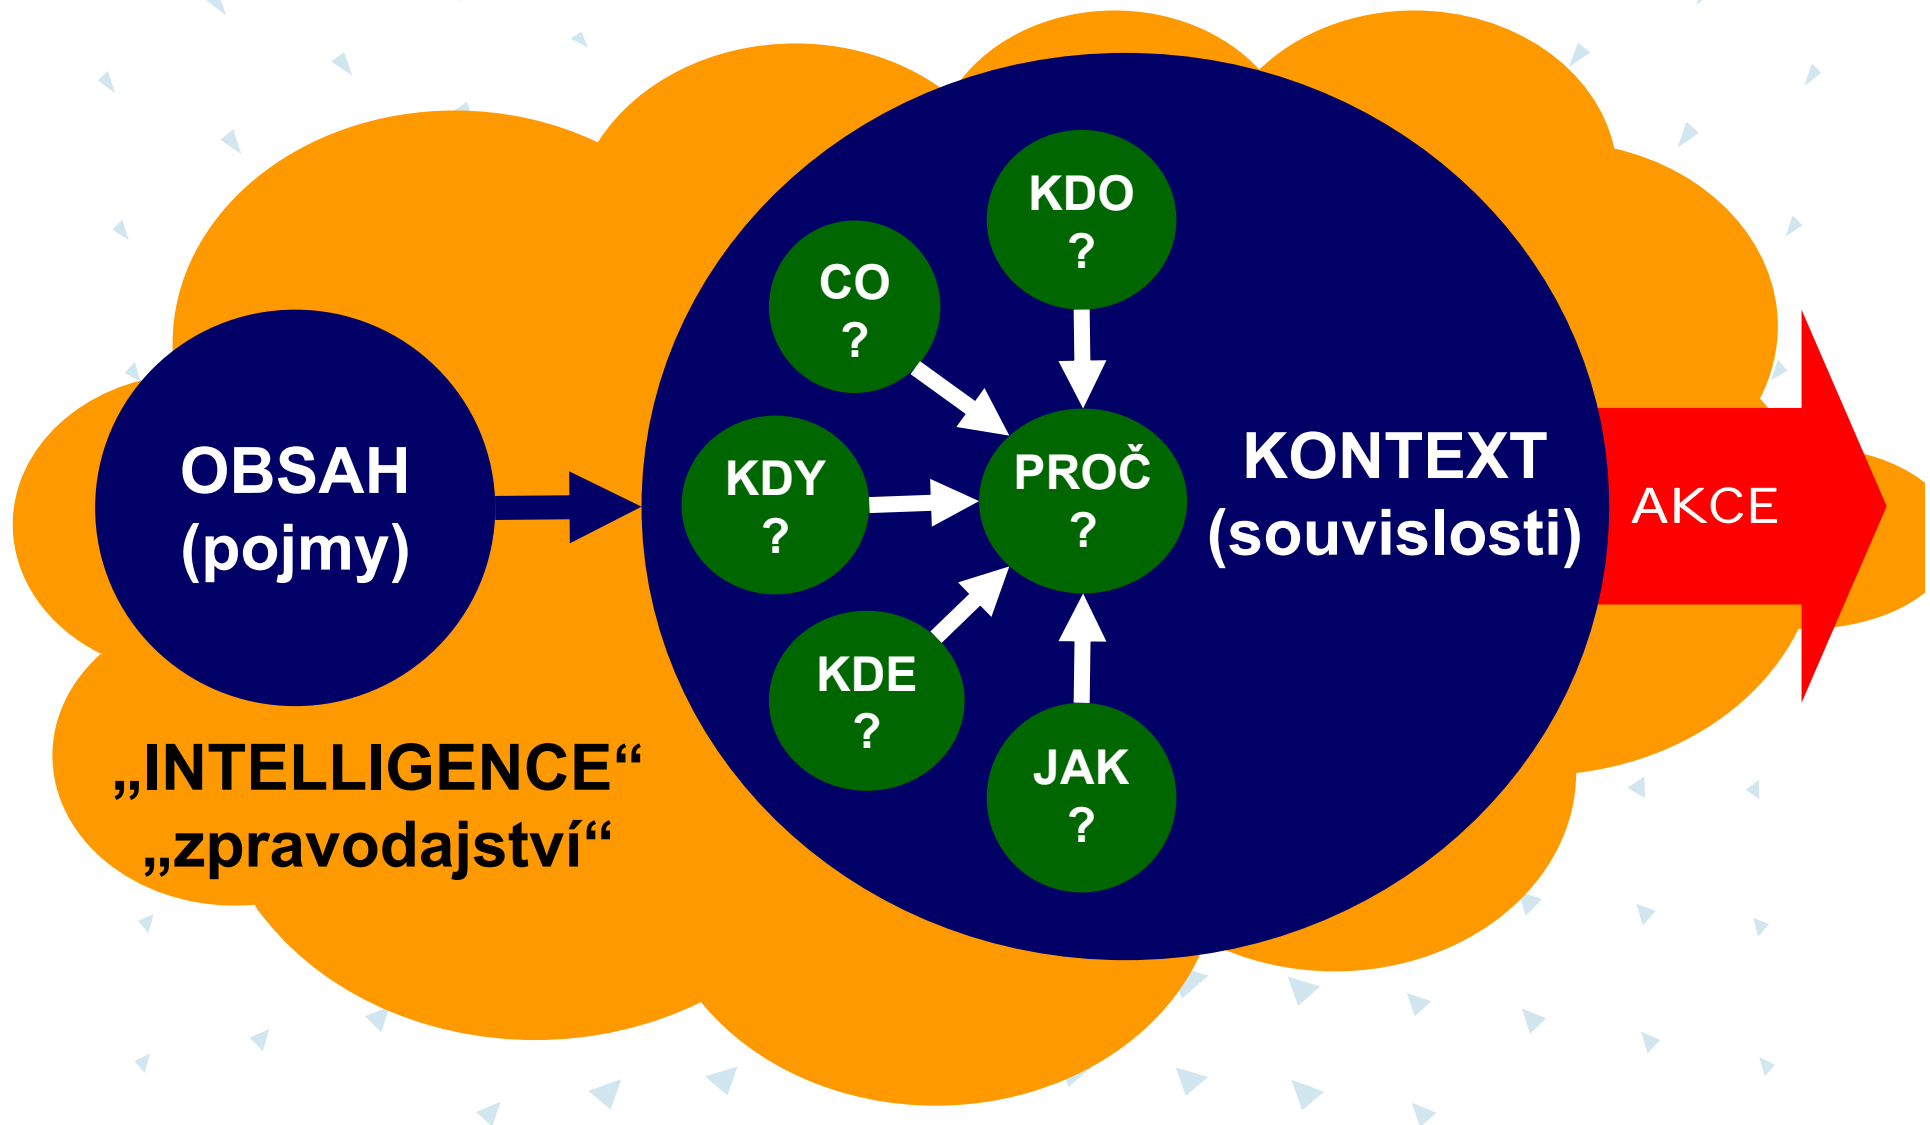 OBSAH
(pojmy)
„INTELLIGENCE“
„zpravodajství“
KDO
?
CO
?
KDY
?
KDE
?
JAK
?
PROČ
?
KONTEXT
(souvislosti)
AKCE